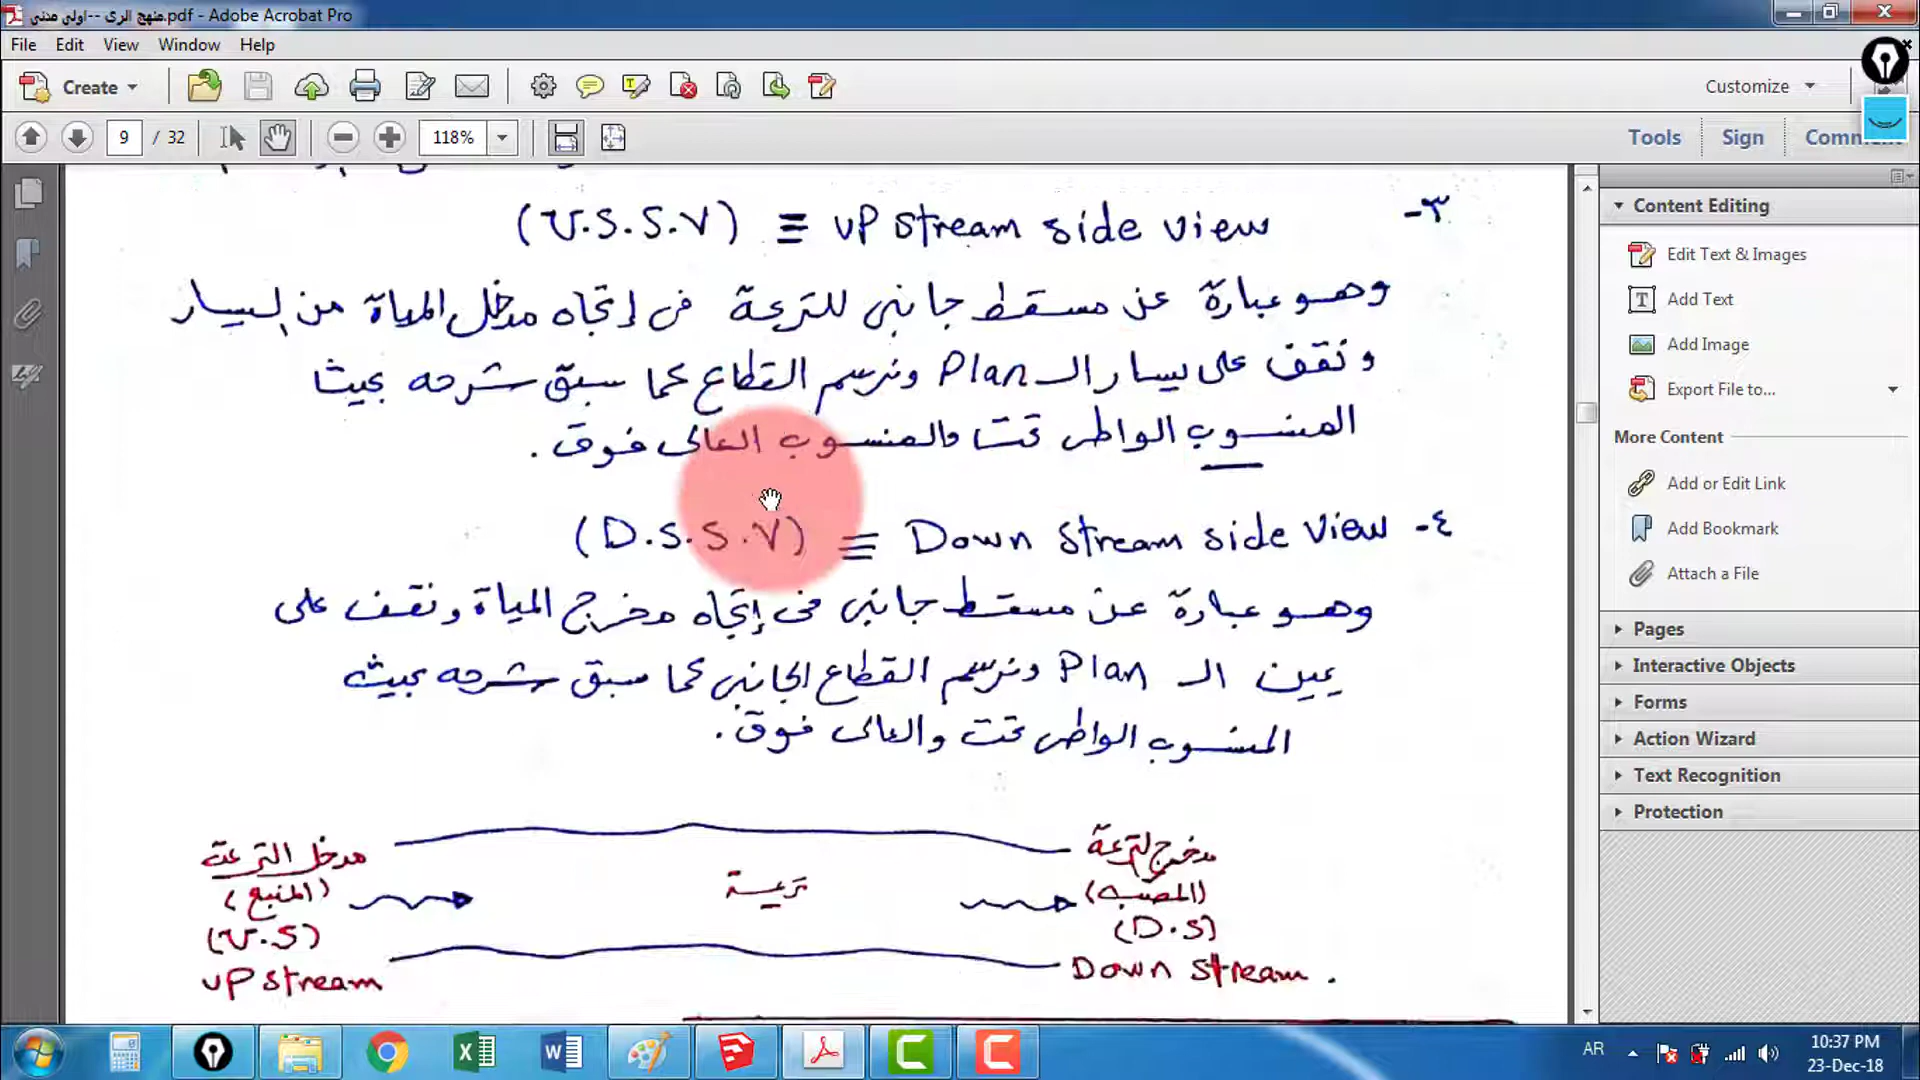 منهج الرى --اولى مدنى.pdf - Adobe Acrobat Pro
File Edit View Window Help
Create
Customize
9 / 32
118%
Tools Sign Comment
٣- (U.S.S.V) ≡ up stream side view
وهو عبارة عن مسقط جانبى للترعة فى إتجاه مدخل المياة من اليسار
ونقف على يسار الـ Plan ونرسم القطاع كما سبق شرحه بحيث
المنسوب الواطى تحت والمنسوب العالى فوق .
٤- (D.S.S.V) ≡ Down stream side view
وهو عبارة عن مسقط جانبى فى إتجاه مخرج المياة ونقف على
يمين الـ Plan ونرسم القطاع الجانبى كما سبق شرحه بحيث
المنسوب الواطى تحت والعالى فوق .
مدخل الترعة
(المنبع)
(U.S)
up stream
ترعة
مخرج الترعة
(المصب)
(D.S)
Down stream .
Content Editing
Edit Text & Images
Add Text
Add Image
Export File to...
More Content
Add or Edit Link
Add Bookmark
Attach a File
Pages
Interactive Objects
Forms
Action Wizard
Text Recognition
Protection
AR
10:37 PM
23-Dec-18